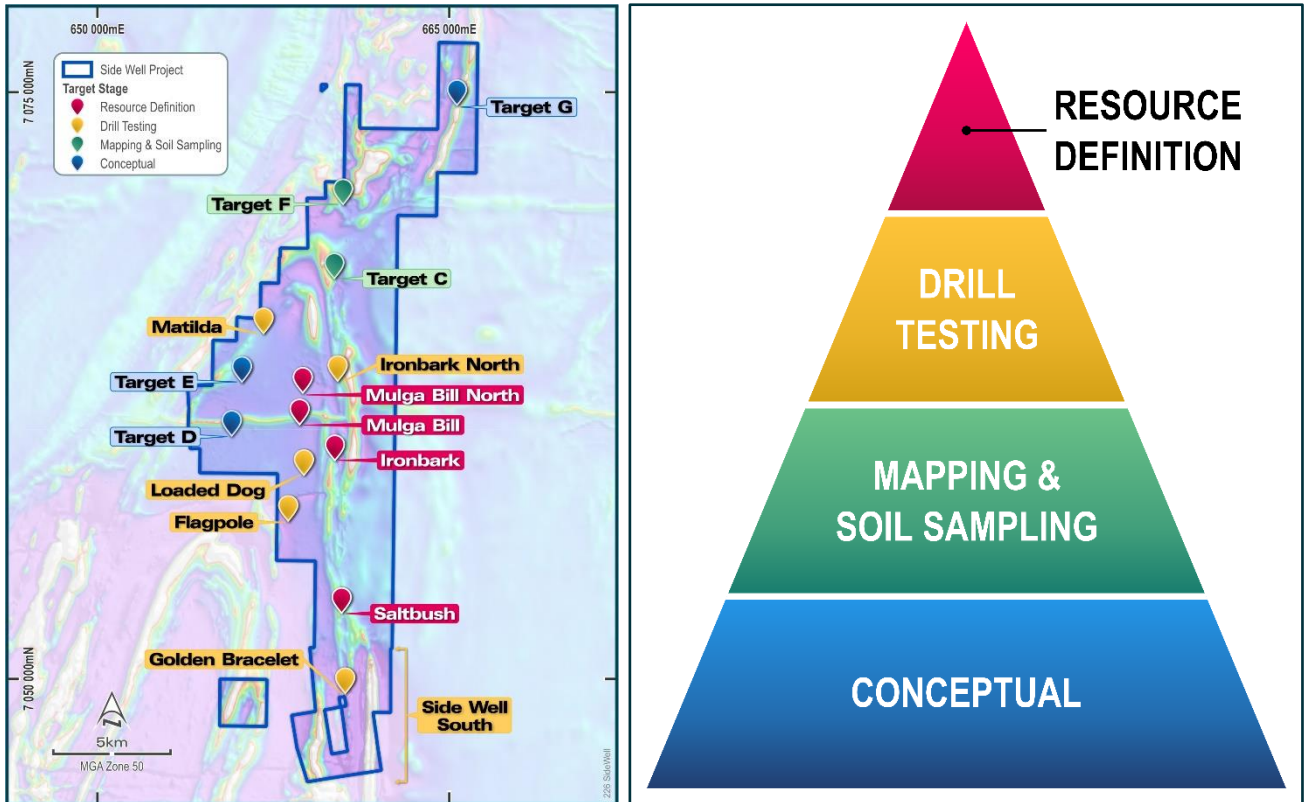 650 000mE
665 000mE
7 075 000mN
Side Well Project
Target Stage
Resource Definition
Drill Testing
Mapping & Soil Sampling
Conceptual
Target G
Target F
Target C
Matilda
Ironbark North
Target E
Mulga Bill North
Mulga Bill
Target D
Ironbark
Loaded Dog
Flagpole
Saltbush
Golden Bracelet
7 050 000mN
Side Well
South
N
5km
MGA Zone 50
226 SideWell
RESOURCE
DEFINITION
DRILL
TESTING
MAPPING &
SOIL SAMPLING
CONCEPTUAL